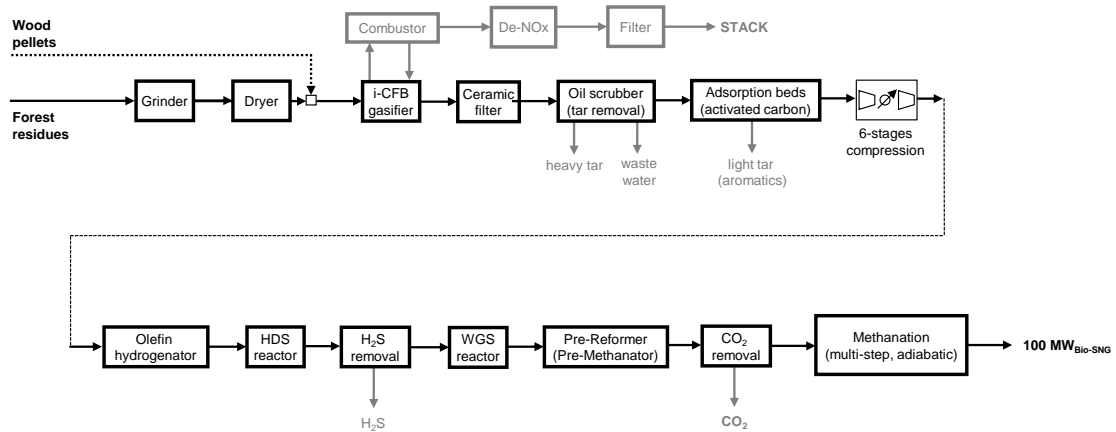 Wood
pellets
Combustor
De-NOx
Filter
STACK
Grinder
Dryer
i-CFB
gasifier
Ceramic
filter
Oil scrubber
(tar removal)
Adsorption beds
(activated carbon)
6-stages
compression
Forest
residues
heavy tar
waste
water
light tar
(aromatics)
Olefin
hydrogenator
HDS
reactor
H2S
removal
WGS
reactor
Pre-Reformer
(Pre-Methanator)
CO2
removal
Methanation
(multi-step, adiabatic)
100 MWBio-SNG
H2S
CO2